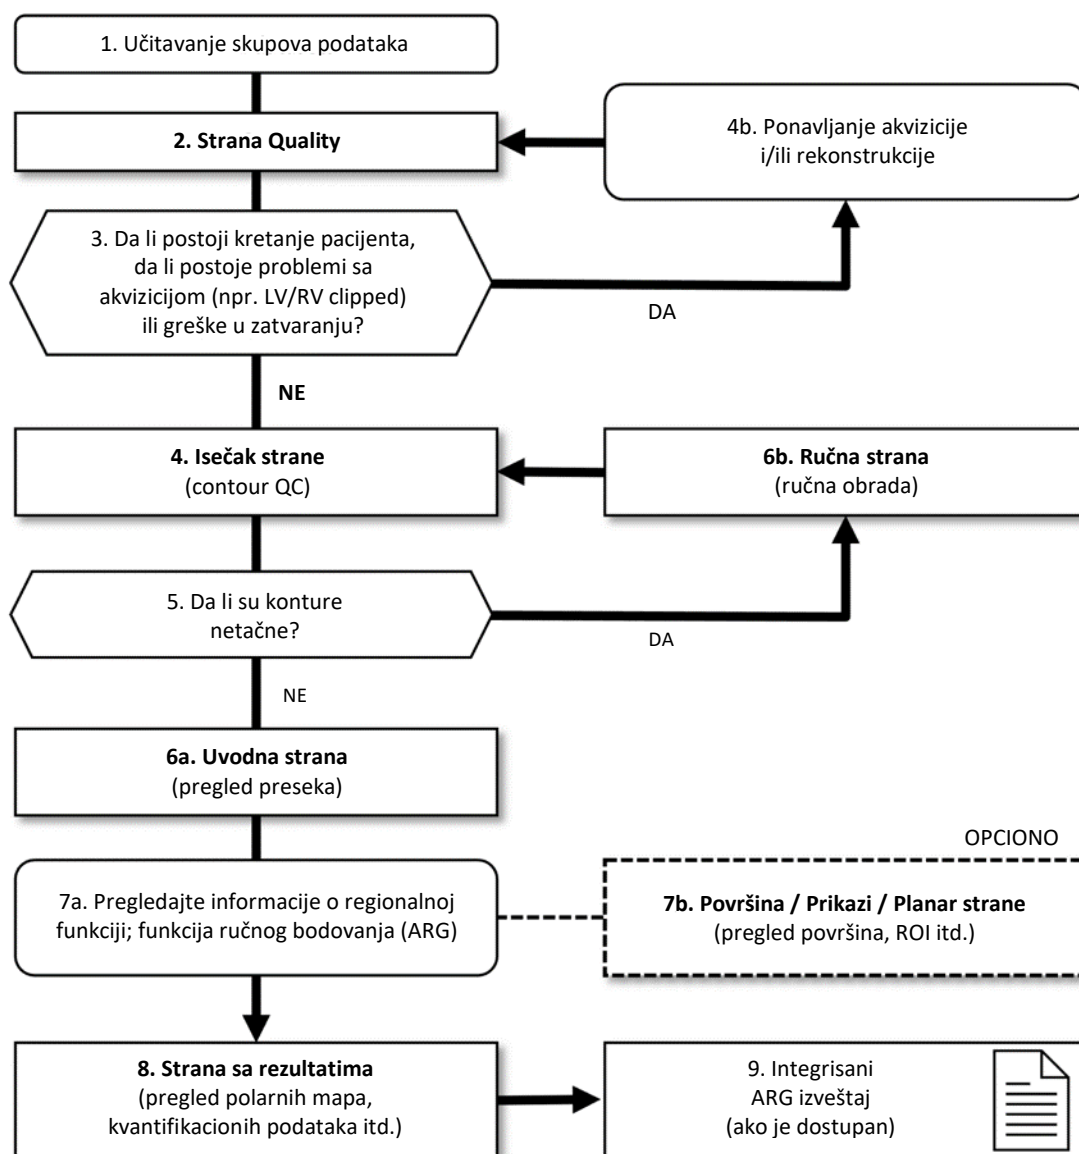 1. Učitavanje skupova podataka
2. Strana Quality
4b. Ponavljanje akvizicije
i/ili rekonstrukcije
3. Da li postoji kretanje pacijenta,
da li postoje problemi sa
akvizicijom (npr. LV/RV clipped)
ili greške u zatvaranju?
DA
NE
4. Isečak strane
(contour QC)
6b. Ručna strana
(ručna obrada)
5. Da li su konture
netačne?
DA
NE
6a. Uvodna strana
(pregled preseka)
OPCIONO
7a. Pregledajte informacije o regionalnoj
funkciji; funkcija ručnog bodovanja (ARG)
7b. Površina / Prikazi / Planar strane
(pregled površina, ROI itd.)
8. Strana sa rezultatima
(pregled polarnih mapa,
kvantifikacionih podataka itd.)
9. Integrisani
ARG izveštaj
(ako je dostupan)